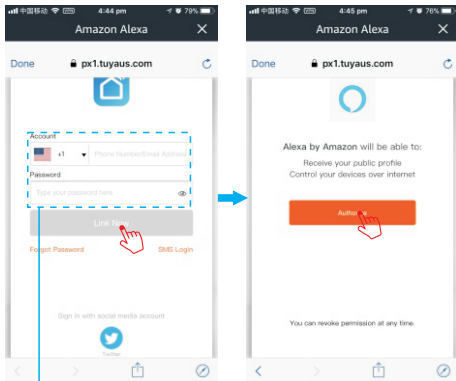 中国移动
4:44 pm
79%
Amazon Alexa
Done
px1.tuyaus.com
Account
+1
Phone Number/Email Address
Password
Type your password here
Link Now
Forgot Password
SMS Login
Sign in with social media account
Twitter
中国移动
4:45 pm
76%
Amazon Alexa
Done
px1.tuyaus.com
Alexa by Amazon will be able to:
Receive your public profile
Control your devices over internet
Authorize
You can revoke permission at any time.